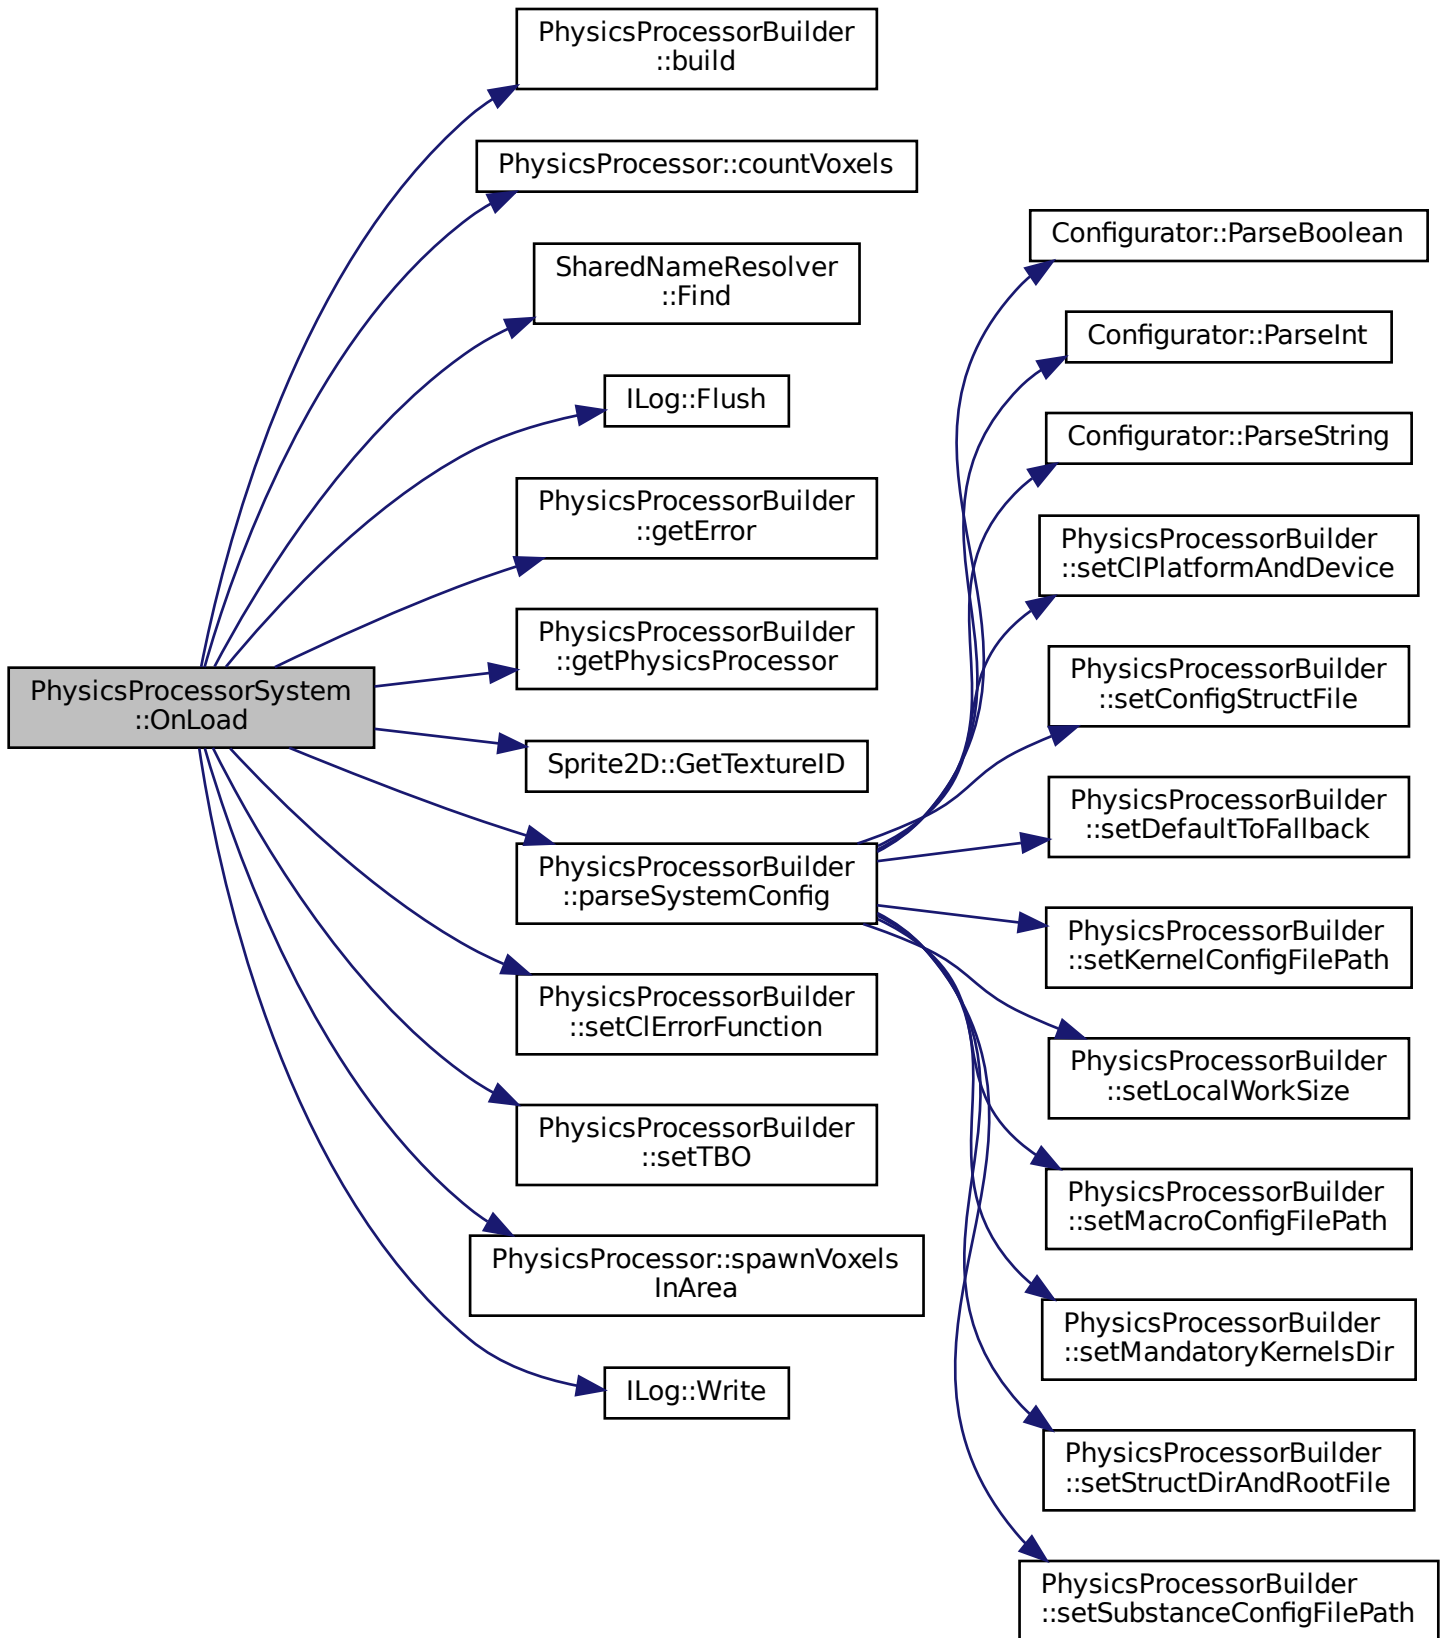 PhysicsProcessorSystem
::OnLoad
PhysicsProcessorBuilder
::build
PhysicsProcessor::countVoxels
SharedNameResolver
::Find
ILog::Flush
PhysicsProcessorBuilder
::getError
PhysicsProcessorBuilder
::getPhysicsProcessor
Sprite2D::GetTextureID
PhysicsProcessorBuilder
::parseSystemConfig
PhysicsProcessorBuilder
::setClErrorFunction
PhysicsProcessorBuilder
::setTBO
PhysicsProcessor::spawnVoxels
InArea
ILog::Write
Configurator::ParseBoolean
Configurator::ParseInt
Configurator::ParseString
PhysicsProcessorBuilder
::setClPlatformAndDevice
PhysicsProcessorBuilder
::setConfigStructFile
PhysicsProcessorBuilder
::setDefaultToFallback
PhysicsProcessorBuilder
::setKernelConfigFilePath
PhysicsProcessorBuilder
::setLocalWorkSize
PhysicsProcessorBuilder
::setMacroConfigFilePath
PhysicsProcessorBuilder
::setMandatoryKernelsDir
PhysicsProcessorBuilder
::setStructDirAndRootFile
PhysicsProcessorBuilder
::setSubstanceConfigFilePath